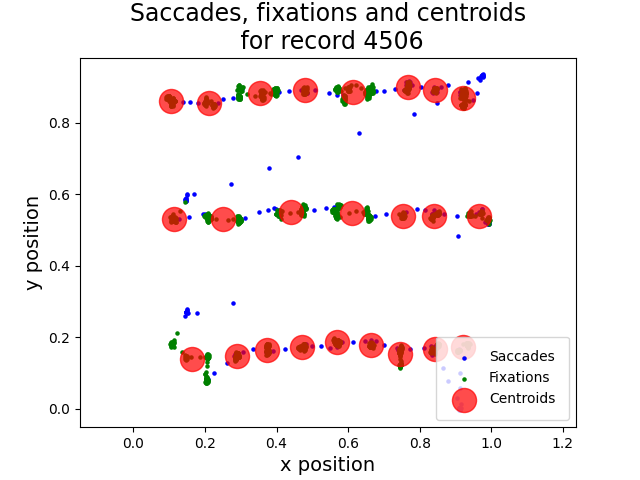 Saccades, fixations and centroids
for record 4506
y position
0.8
0.6
0.4
0.2
0.0
0.0 0.2 0.4 0.6 0.8 1.0 1.2
x position
Saccades
Fixations
Centroids